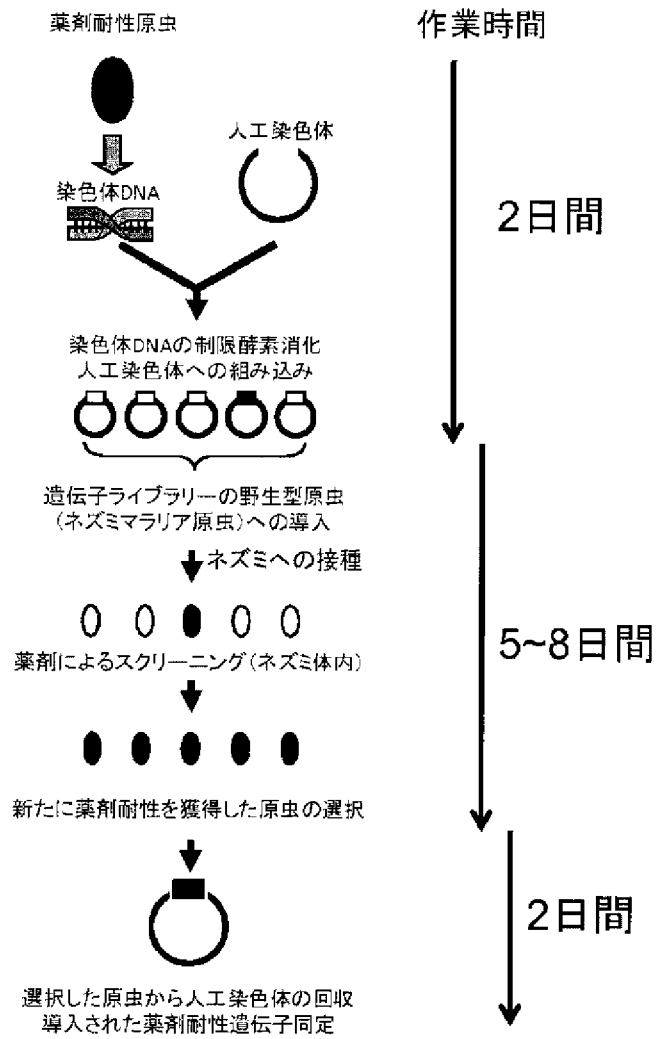 薬剤耐性原虫
作業時間
人工染色体
染色体DNA
2日間
染色体DNAの制限酵素消化
人工染色体への組み込み
遺伝子ライブラリーの野生型原虫
(ネズミマラリア原虫)への導入
ネズミへの接種
5~8日間
薬剤によるスクリーニング(ネズミ体内)
新たに薬剤耐性を獲得した原虫の選択
2日間
選択した原虫から人工染色体の回収
導入された薬剤耐性遺伝子同定